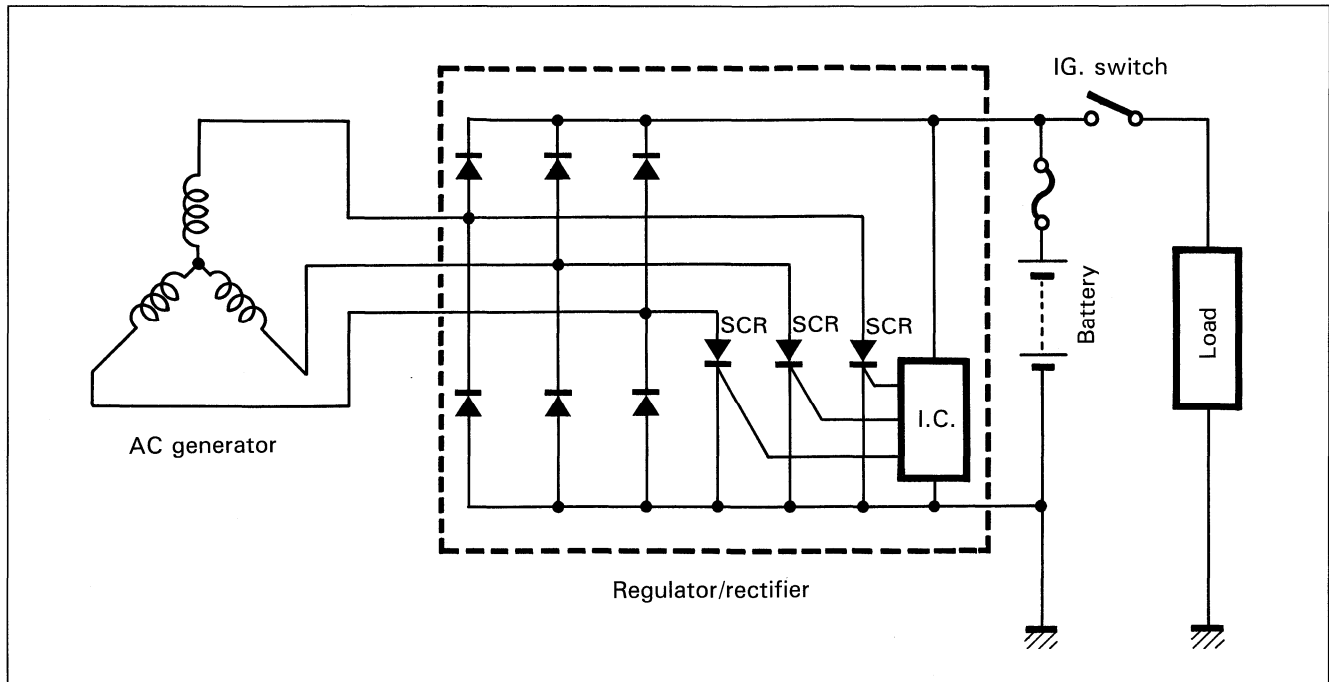 IG. switch
SCR
SCR
SCR
I.C.
Battery
Load
AC generator
Regulator/rectifier